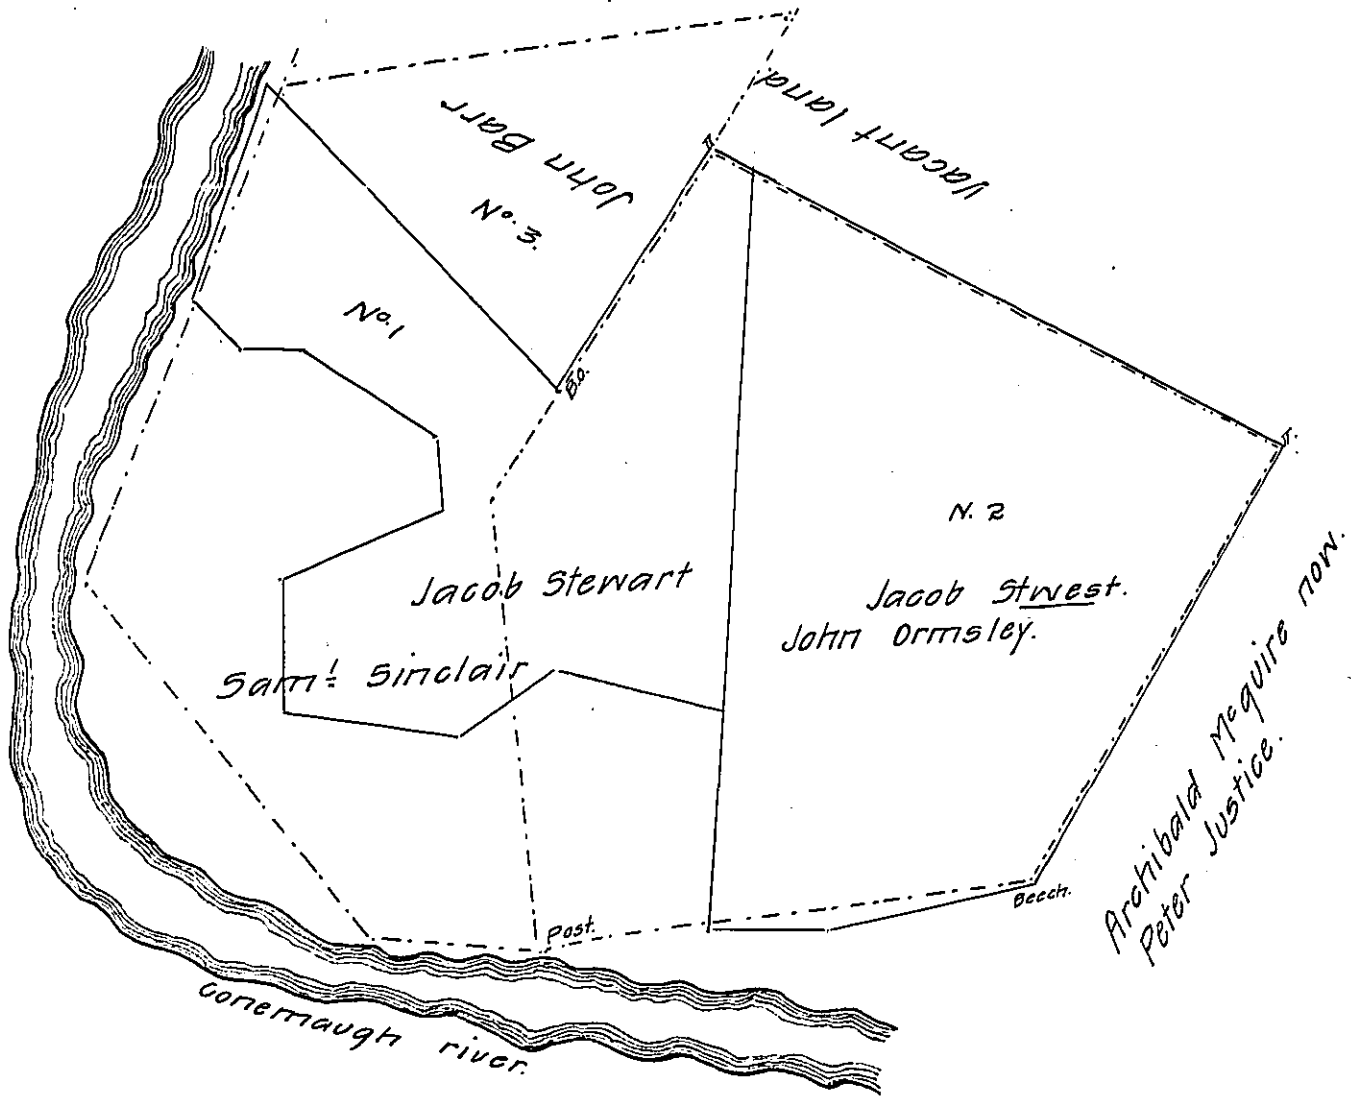 John Barr
No. 3.
Vacant land
No. 1
B.O.
N. 2
Jacob Stewart
Jacob Stwest.
John Ormsley.
Saml. Sinclair
Archibald McQuire now.
Peter Justice.
Beech.
Post.
Conemaugh river.